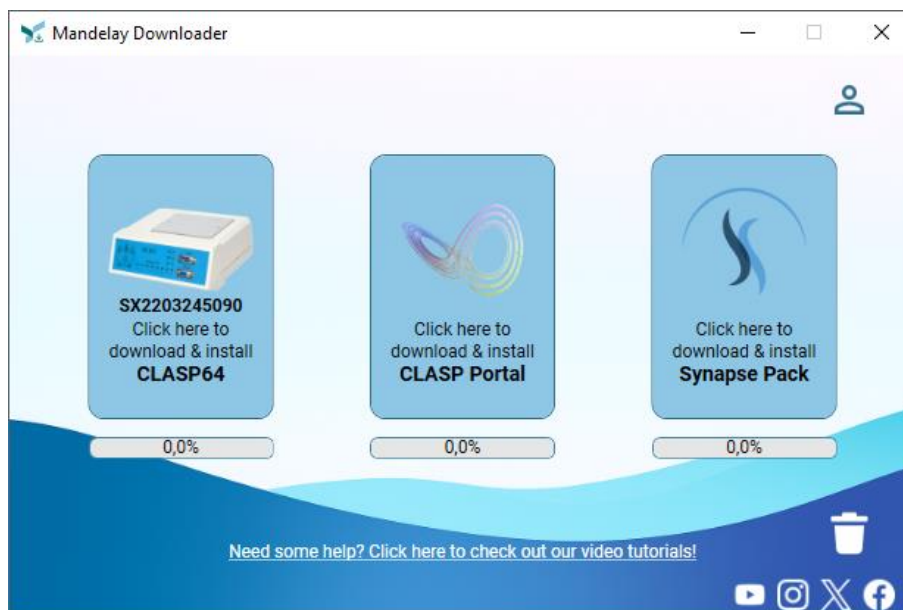 Mandelay Downloader
SX2203245090
Click here to
download & install
CLASP64
0,0%
Click here to
download & install
CLASP Portal
0,0%
Click here to
download & install
Synapse Pack
0,0%
Need some help? Click here to check out our video tutorials!